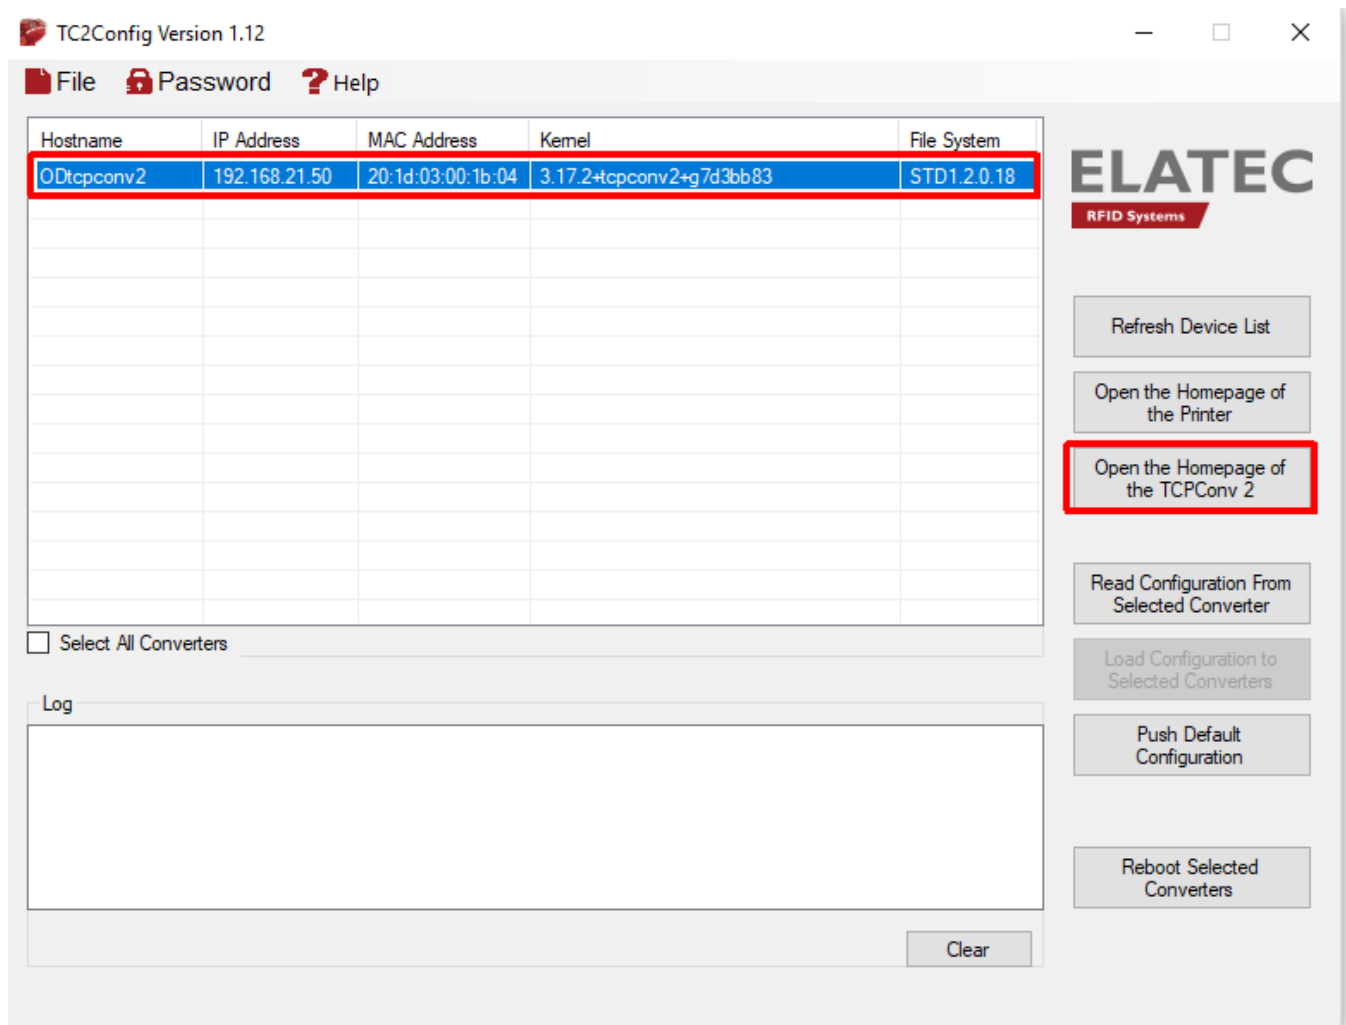 TC2Config Version 1.12
File Password Help
Hostname IP Address MAC Address Kernel File System
ODtcpconv2 192.168.21.50 20:1d:03:00:1b:04 3.17.2+tcpconv2+g7d3bb83 STD1.2.0.18
ELATEC
RFID Systems
Refresh Device List
Open the Homepage of
the Printer
Open the Homepage of
the TCPConv 2
Read Configuration From
Selected Converter
Select All Converters
Load Configuration to
Selected Converters
Log
Push Default
Configuration
Reboot Selected
Converters
Clear